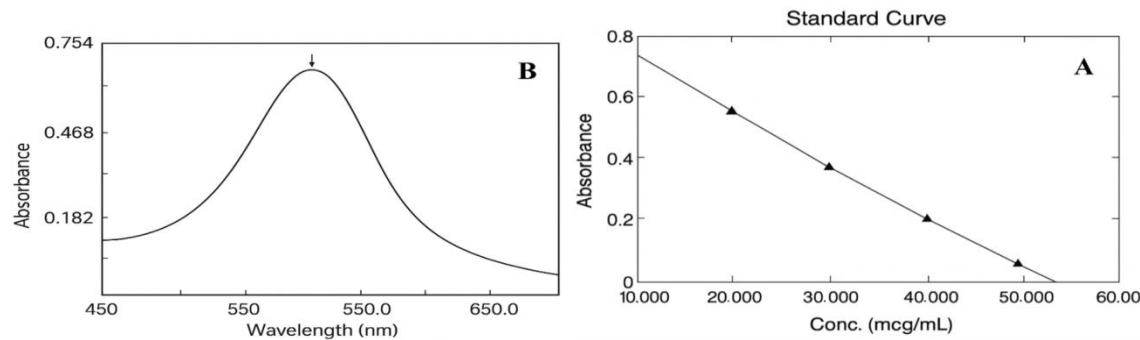 0.754
B
0.468
0.182
Absorbance
450
550
550.0
650.0
Wavelength (nm)
Standard Curve
0.8
A
0.6
0.4
0.2
0
Absorbance
10.000
20.000
30.000
40.000
50.000
60.00
Conc. (mcg/mL)